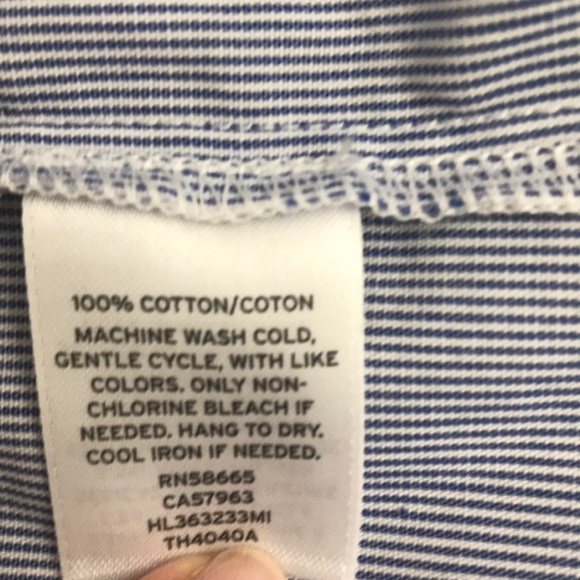 100% COTTON/COTON
MACHINE WASH COLD,
GENTLE CYCLE, WITH LIKE
COLORS. ONLY NON-
CHLORINE BLEACH IF
NEEDED. HANG TO DRY.
COOL IRON IF NEEDED.
RN58665
CA57963
HL363233MI
TH4040A